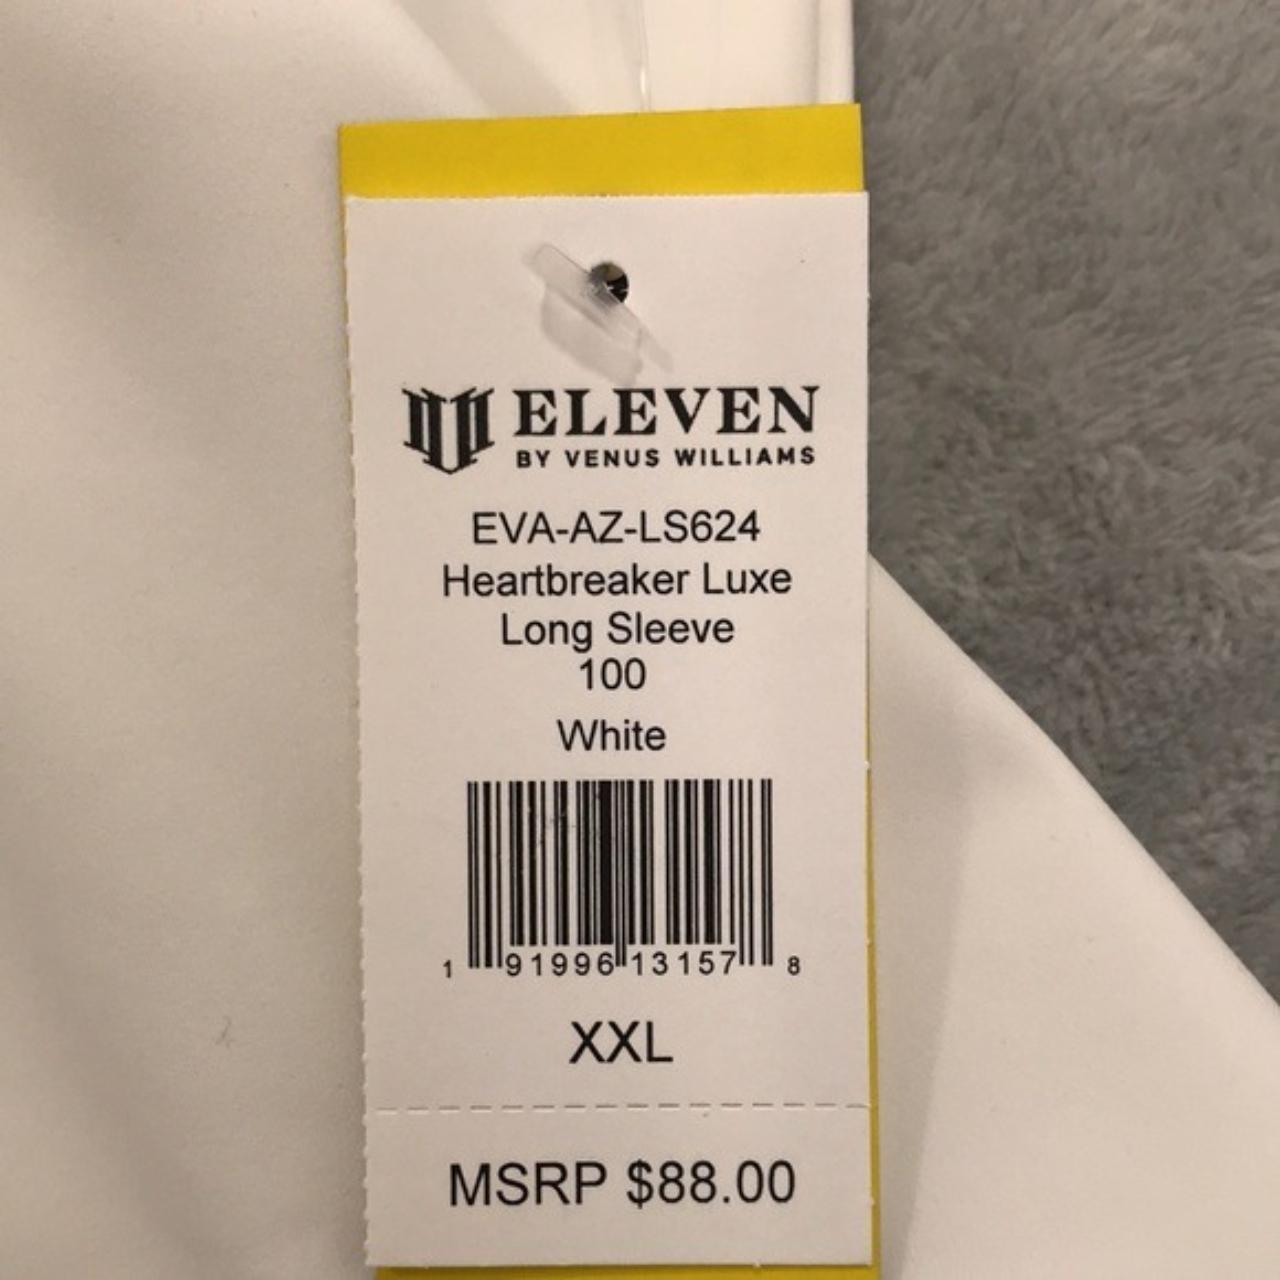 ELEVEN
BY VENUS WILLIAMS
EVA-AZ-LS624
Heartbreaker Luxe
Long Sleeve
100
White
1 91996 13157 8
XXL
MSRP $88.00